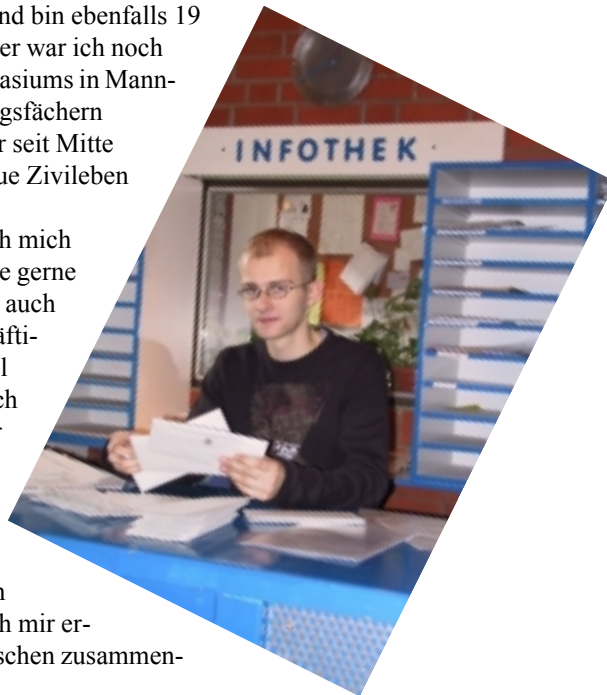 nd bin ebenfalls 19
er war ich noch
asiums in Mann-
gsfächern
r seit Mitte
ue Zivileben
h mich
e gerne
auch
äfti-
l
ch
n
h mir er-
schen zusammen-
· INFOTHEK ·